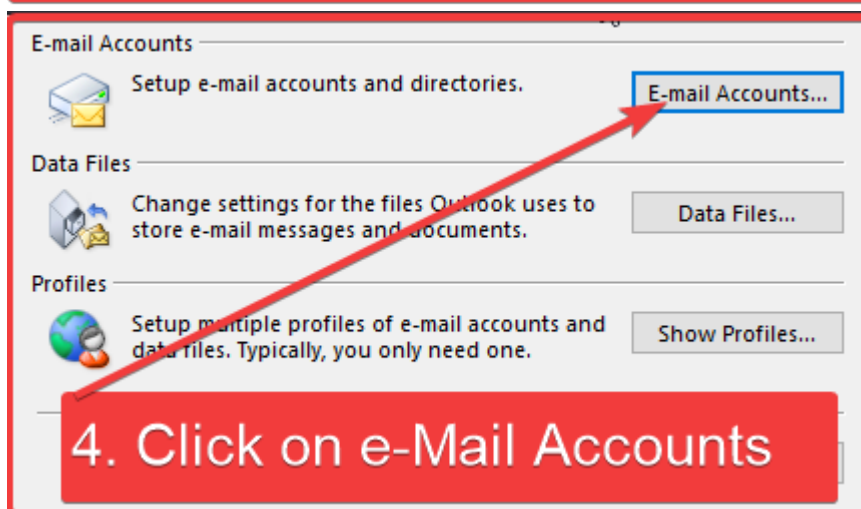 E-mail Accounts
Setup e-mail accounts and directories.
E-mail Accounts...
Data Files
Change settings for the files Outlook uses to
store e-mail messages and documents.
Data Files...
Profiles
Setup multiple profiles of e-mail accounts and
data files. Typically, you only need one.
Show Profiles...
4. Click on e-Mail Accounts